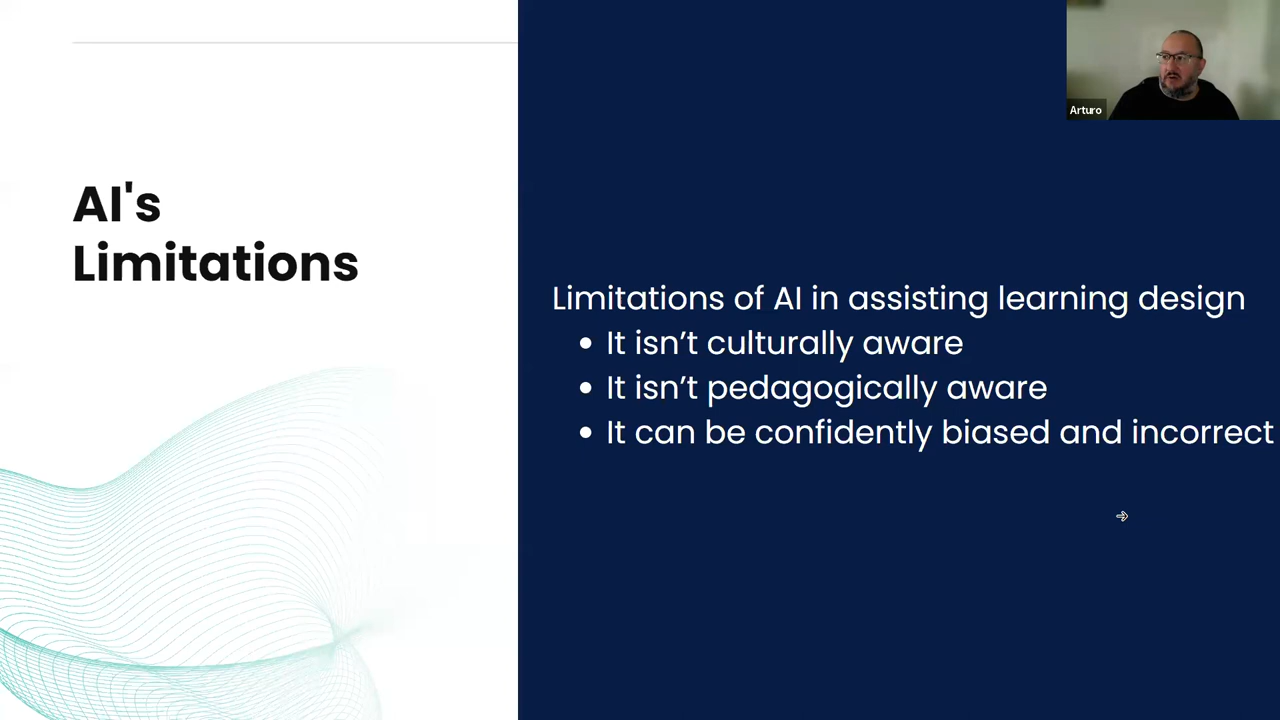 AI's
Limitations
Limitations of AI in assisting learning design
• It isn’t culturally aware
• It isn’t pedagogically aware
• It can be confidently biased and incorrect
Arturo